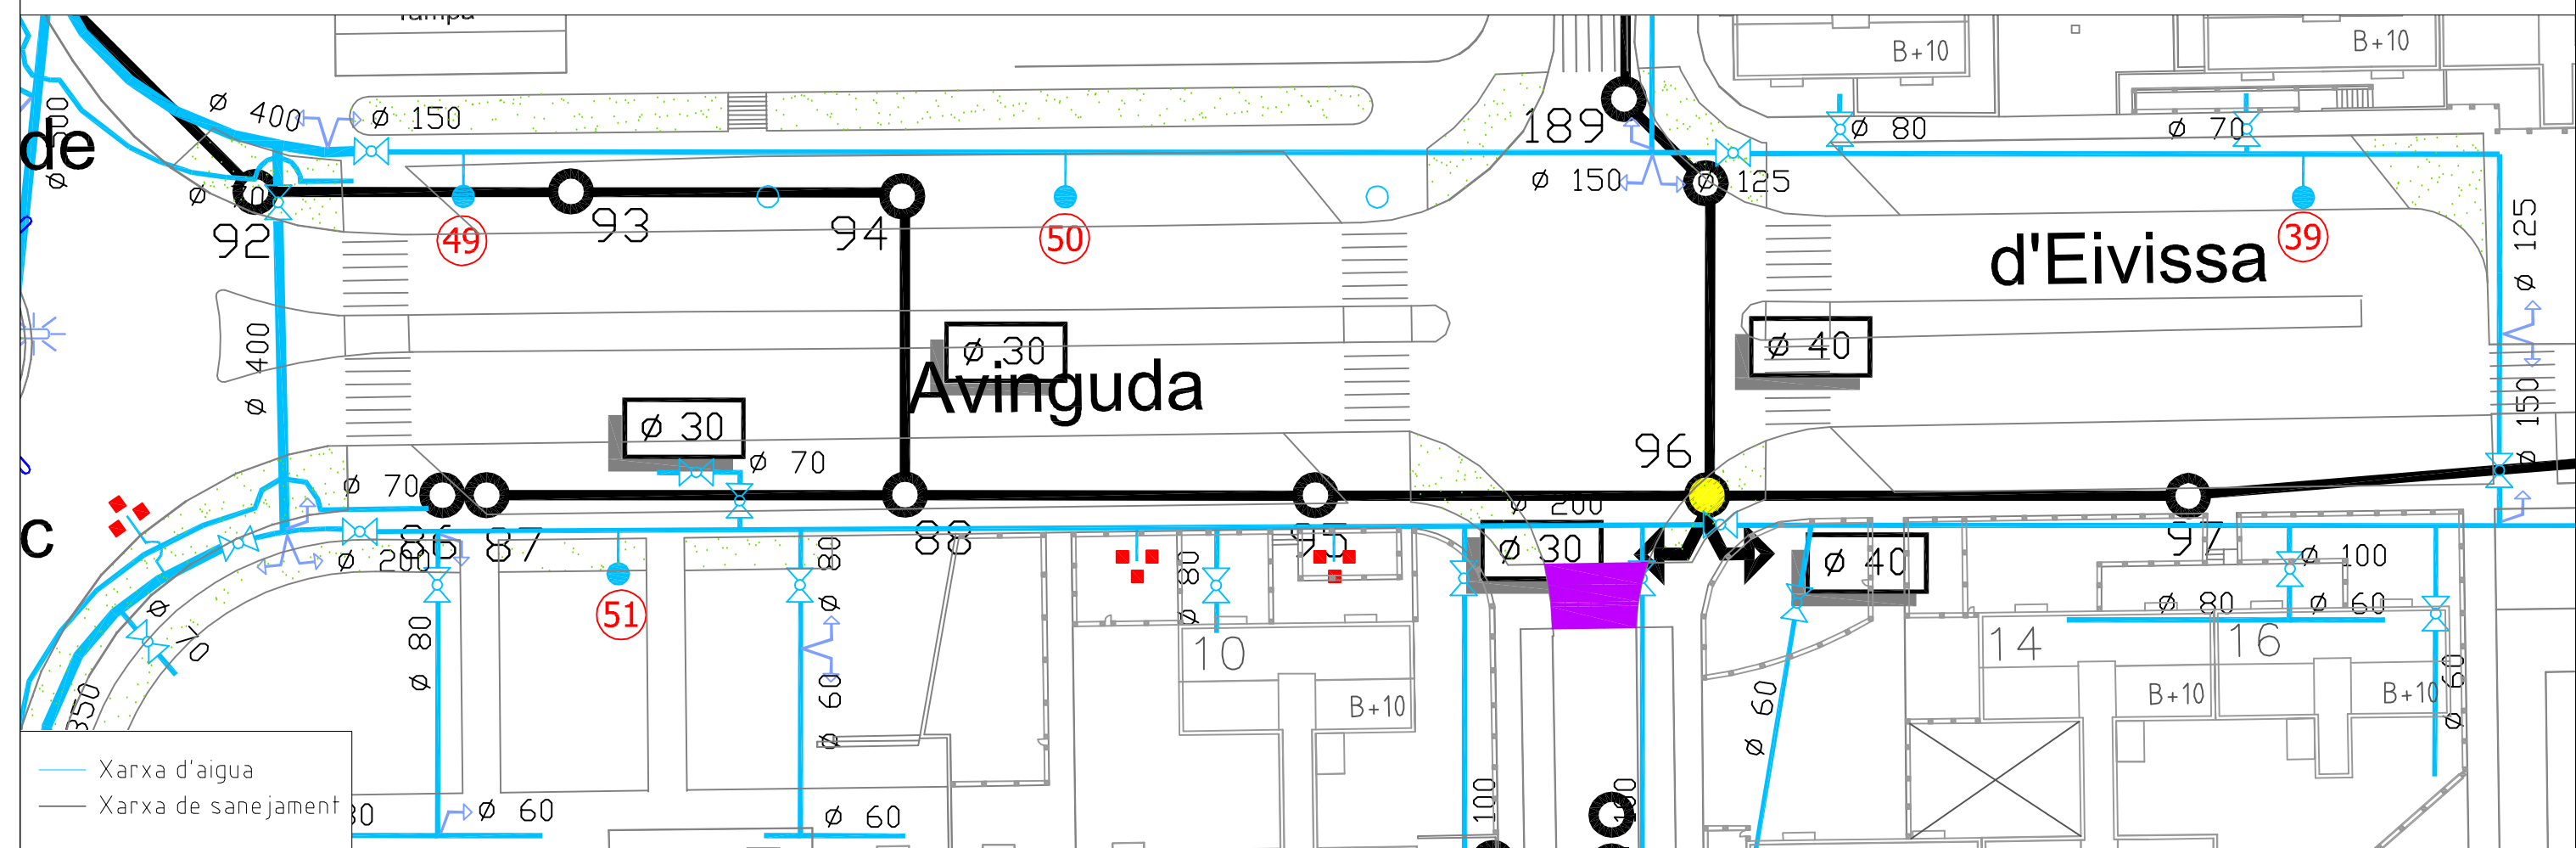 B+10
B+10
ø 400
ø 150
189
ø 80
ø 70
de
ø 150
ø 125
92
49
93
94
50
39
d'Eivissa
ø 125
ø 400
ø 30
ø 40
Avinguda
ø 150
ø 30
96
ø 70
ø 70
ø
ø 200
c
86
87
88
95
97
ø 200
ø 30
ø 40
ø 100
ø 80
ø 80
51
ø 80
ø 60
ø 70
ø 60
ø 80
ø 60
10
14
16
B+10
B+10
B+10
ø 60
350
Xarxa d'aigua
Xarxa de sanejament
ø 60
ø 60
100